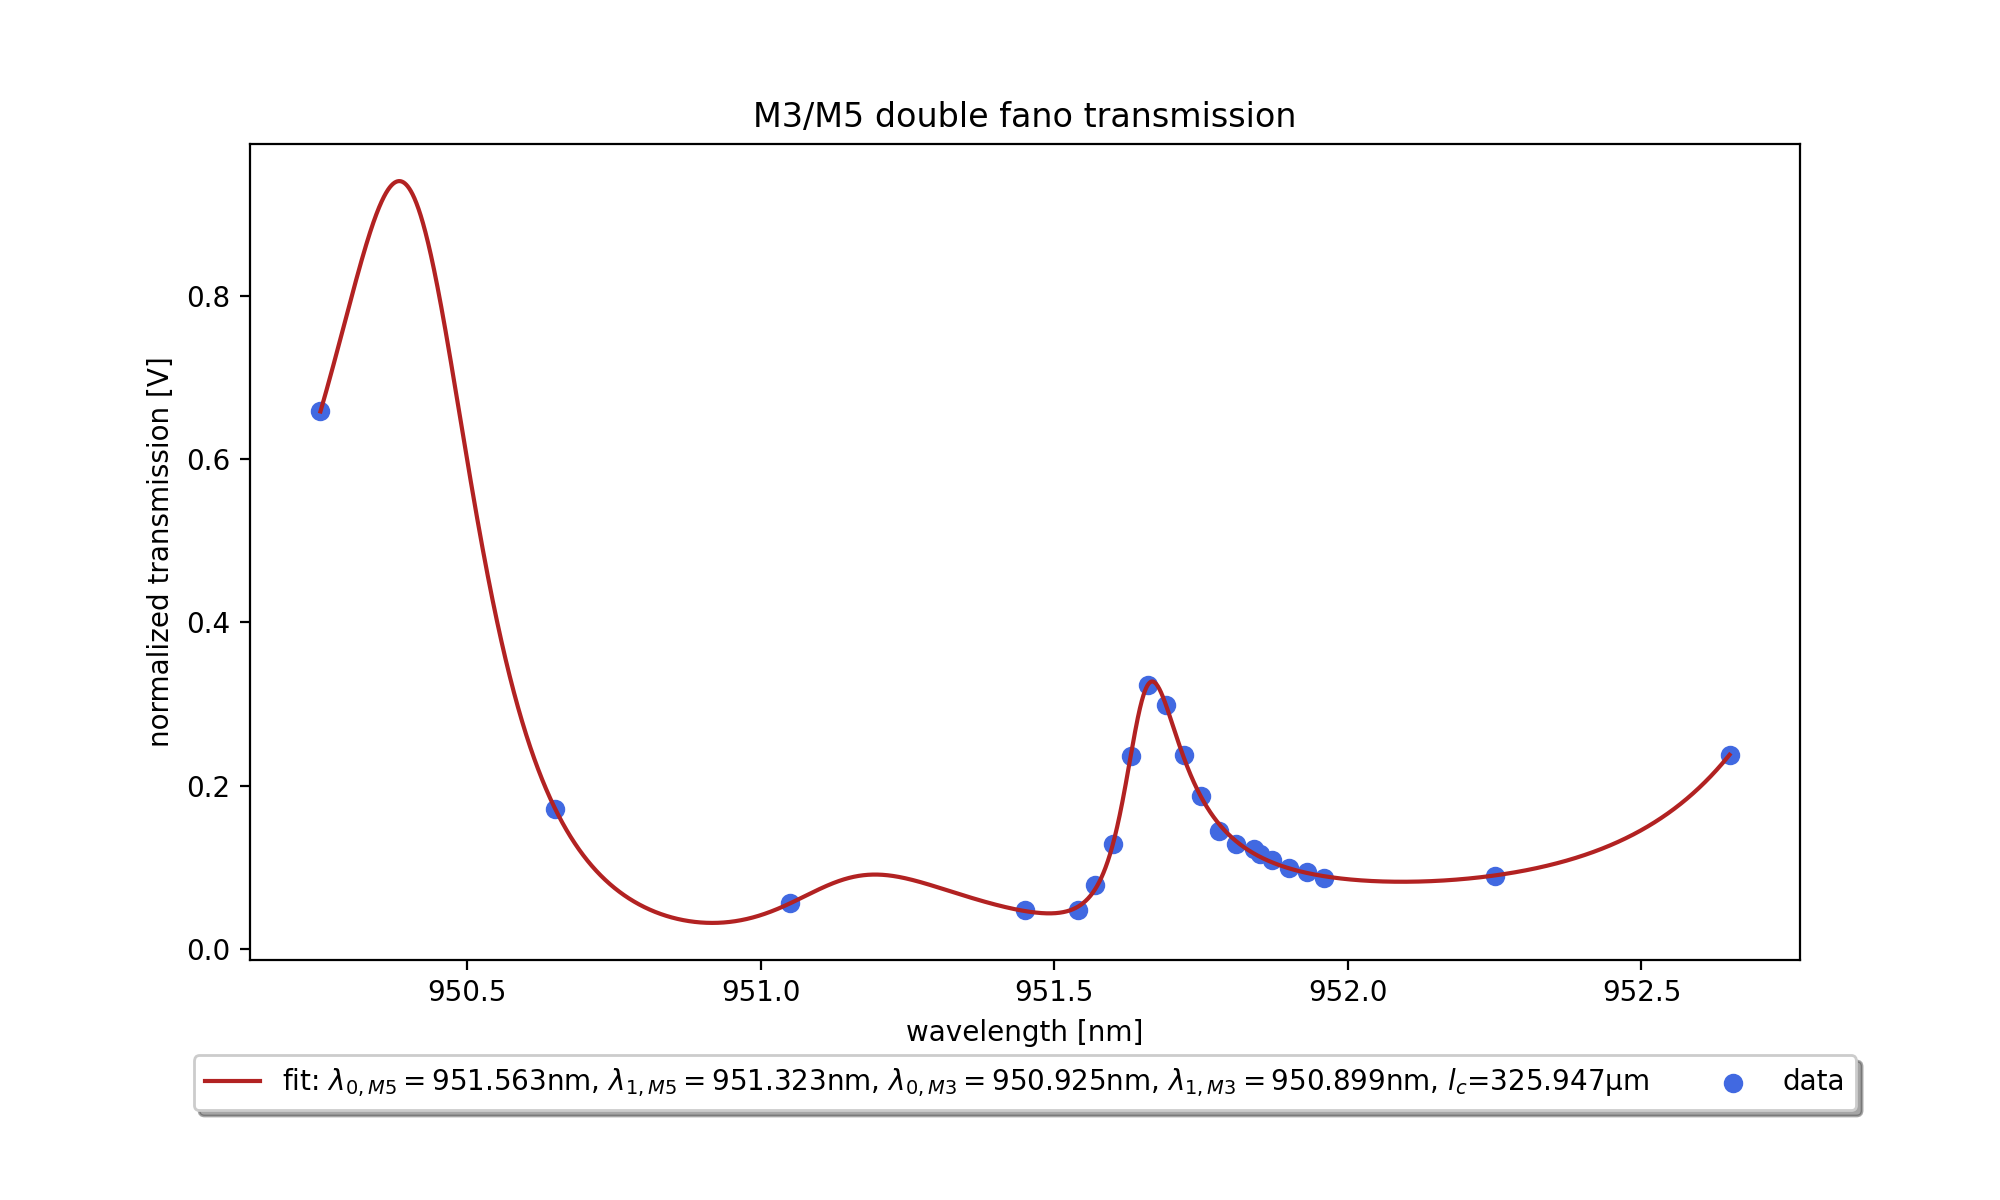 M3/M5 double fano transmission
normalized transmission [V]
0.8
0.6
0.4
0.2
0.0
950.5 951.0 951.5 952.0 952.5
wavelength [nm]
fit: λ₀,M5 = 951.563nm, λ₁,M5 = 951.323nm, λ₀,M3 = 950.925nm, λ₁,M3 = 950.899nm, l_c=325.947µm data